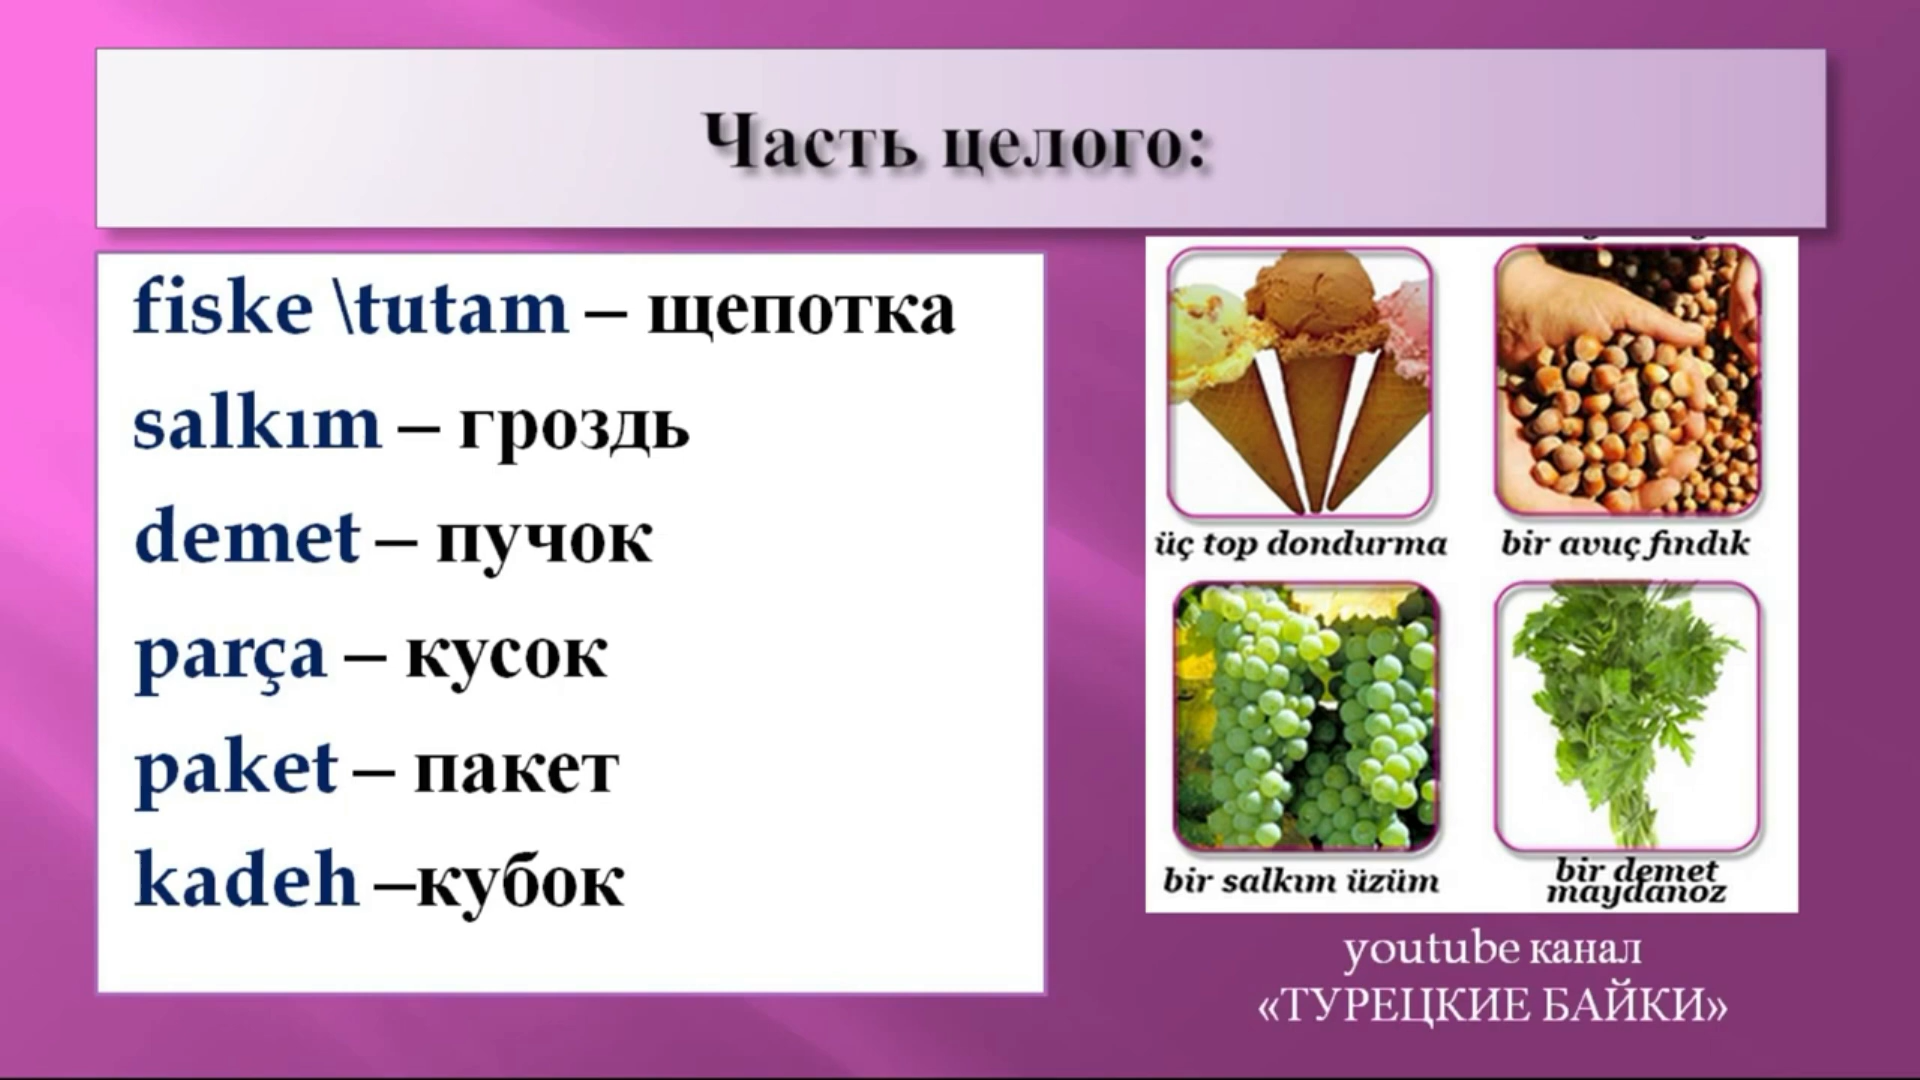 Часть целого:
fiske \tutam – щепотка
salkım – гроздь
demet – пучок
parça – кусок
paket – пакет
kadeh –кубок
üç top dondurma
bir avuç fındık
bir salkım üzüm
bir demet
maydanoz
youtube канал
«ТУРЕЦКИЕ БАЙКИ»